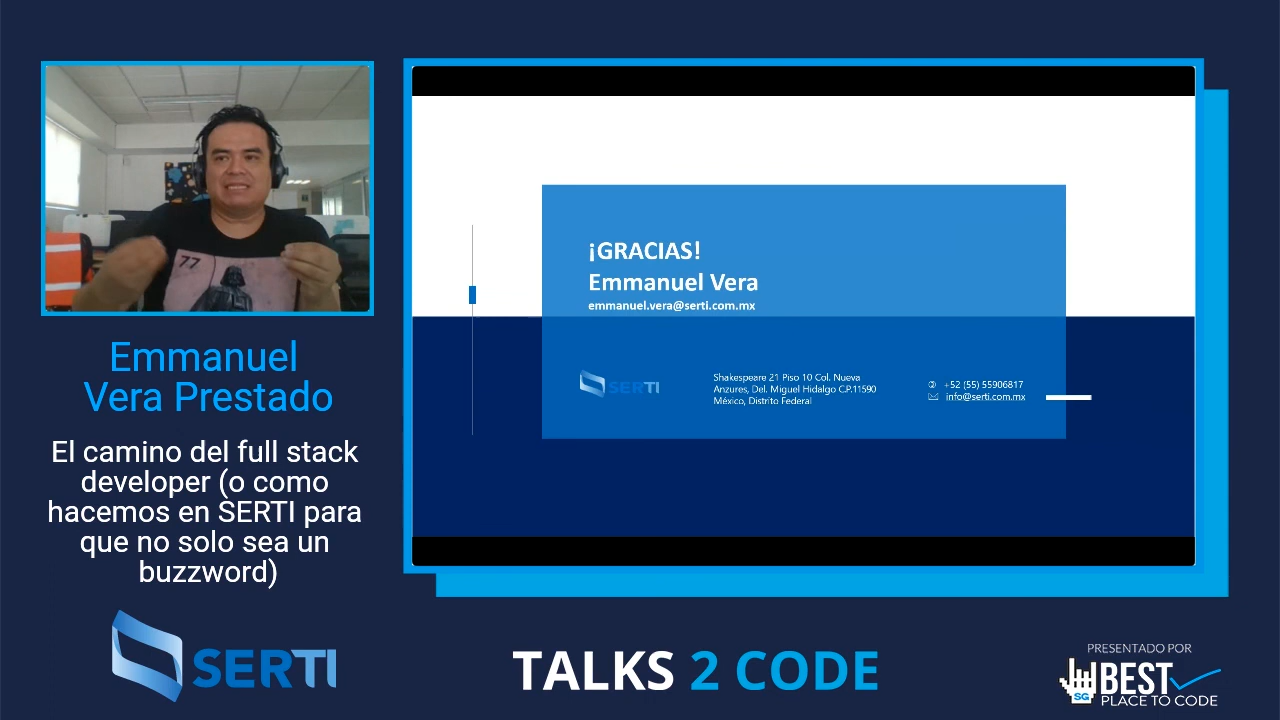 77
Emmanuel
Vera Prestado
El camino del full stack
developer (o como
hacemos en SERTI para
que no solo sea un
buzzword)
SERTI
¡GRACIAS!
Emmanuel Vera
emmanuel.vera@serti.com.mx
SERTI
Shakespeare 21 Piso 10 Col. Nueva
Anzures, Del. Miguel Hidalgo C.P.11590
México, Distrito Federal
+52 (55) 55906817
info@serti.com.mx
TALKS 2 CODE
PRESENTADO POR
SG
BEST
PLACE TO CODE